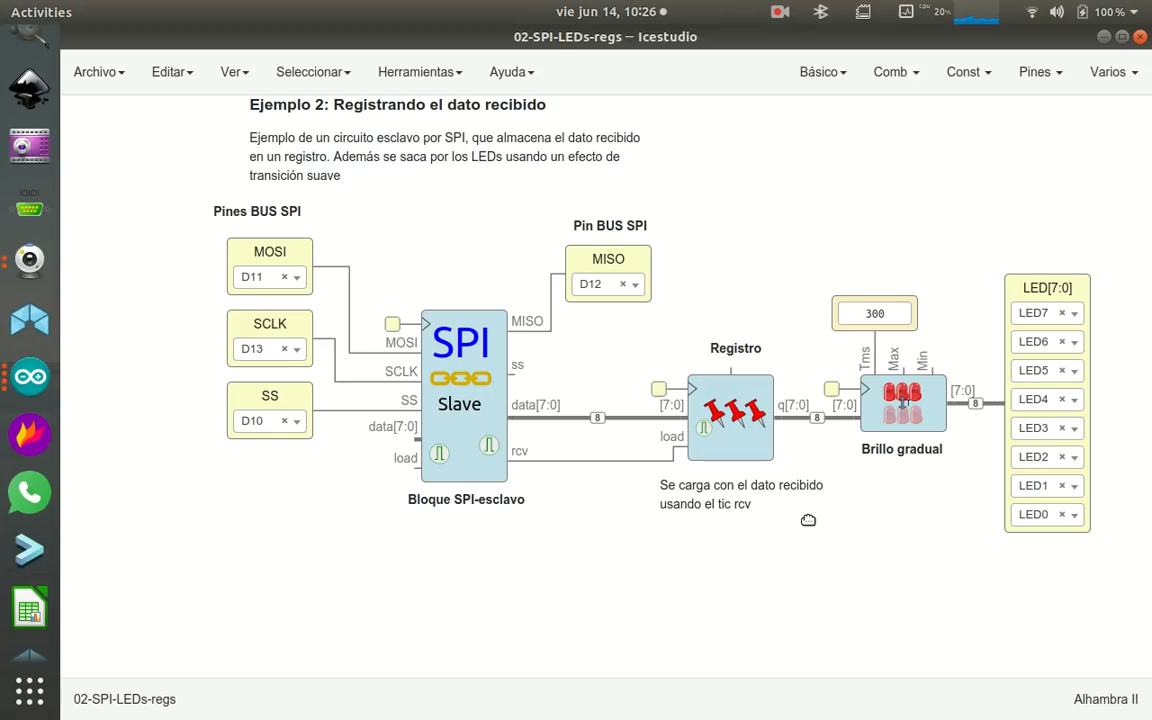 Activities
vie jun 14, 10:26
cpu 20%
100 %
02-SPI-LEDs-regs – Icestudio
Archivo
Editar
Ver
Seleccionar
Herramientas
Ayuda
Básico
Comb
Const
Pines
Varios
Ejemplo 2: Registrando el dato recibido
Ejemplo de un circuito esclavo por SPI, que almacena el dato recibido
en un registro. Además se saca por los LEDs usando un efecto de
transición suave
Pines BUS SPI
MOSI
D11
SCLK
D13
SS
D10
Pin BUS SPI
MISO
D12
MOSI
SCLK
SS
data[7:0]
load
SPI
Slave
MISO
ss
data[7:0]
rcv
Bloque SPI-esclavo
8
Registro
[7:0]
load
q[7:0]
8
Se carga con el dato recibido
usando el tic rcv
300
Tms
Max
Min
[7:0]
[7:0]
8
Brillo gradual
LED[7:0]
LED7
LED6
LED5
LED4
LED3
LED2
LED1
LED0
02-SPI-LEDs-regs
Alhambra II